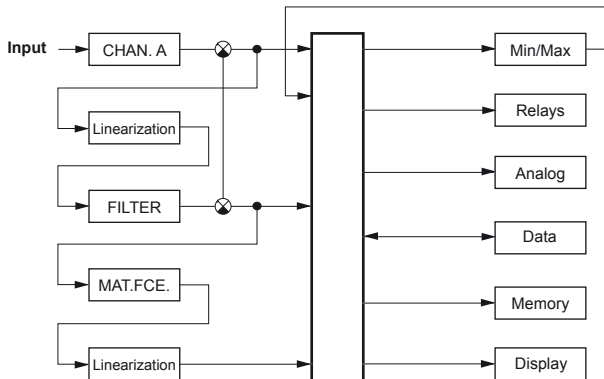 Input
CHAN. A
Min/Max
Linearization
Relays
Analog
FILTER
Data
MAT.FCE.
Memory
Linearization
Display